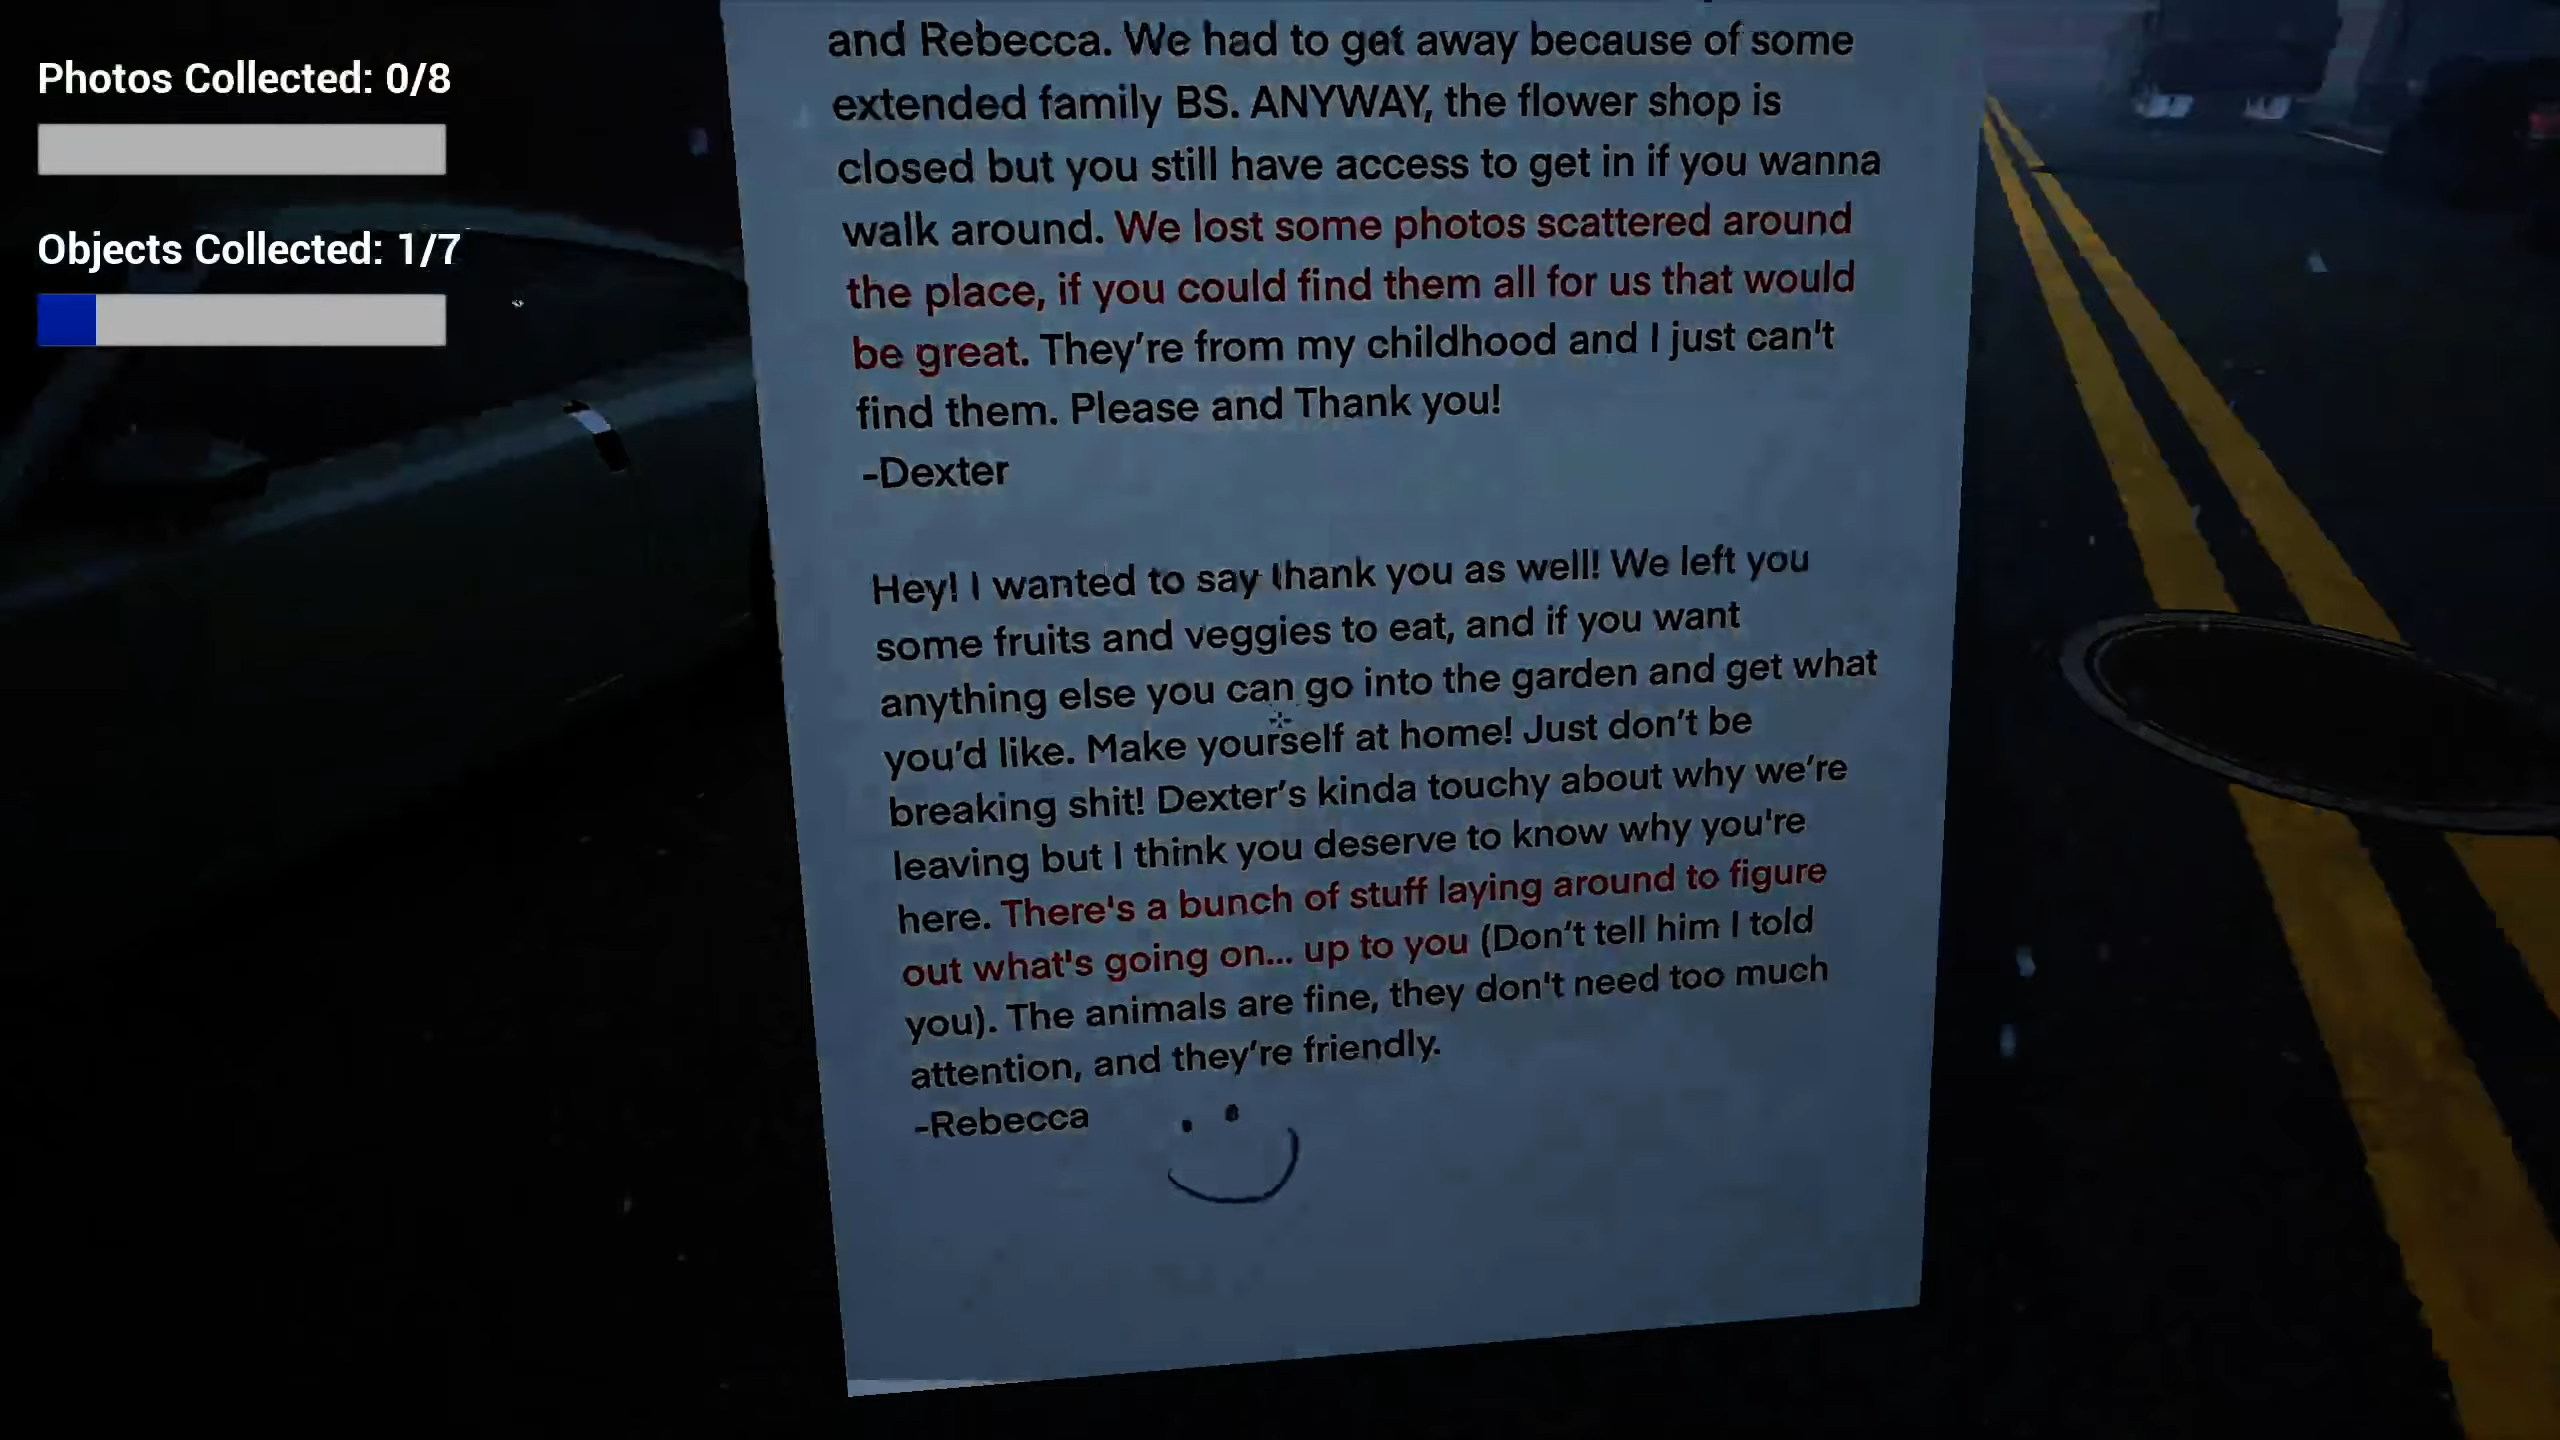 Photos Collected: 0/8
Objects Collected: 1/7
and Rebecca. We had to get away because of some
extended family BS. ANYWAY, the flower shop is
closed but you still have access to get in if you wanna
walk around. We lost some photos scattered around
the place, if you could find them all for us that would
be great. They're from my childhood and I just can't
find them. Please and Thank you!
-Dexter
Hey! I wanted to say thank you as well! We left you
some fruits and veggies to eat, and if you want
anything else you can go into the garden and get what
you'd like. Make yourself at home! Just don't be
breaking shit! Dexter's kinda touchy about why we're
leaving but I think you deserve to know why you're
here. There's a bunch of stuff laying around to figure
out what's going on... up to you (Don't tell him I told
you). The animals are fine, they don't need too much
attention, and they're friendly.
-Rebecca